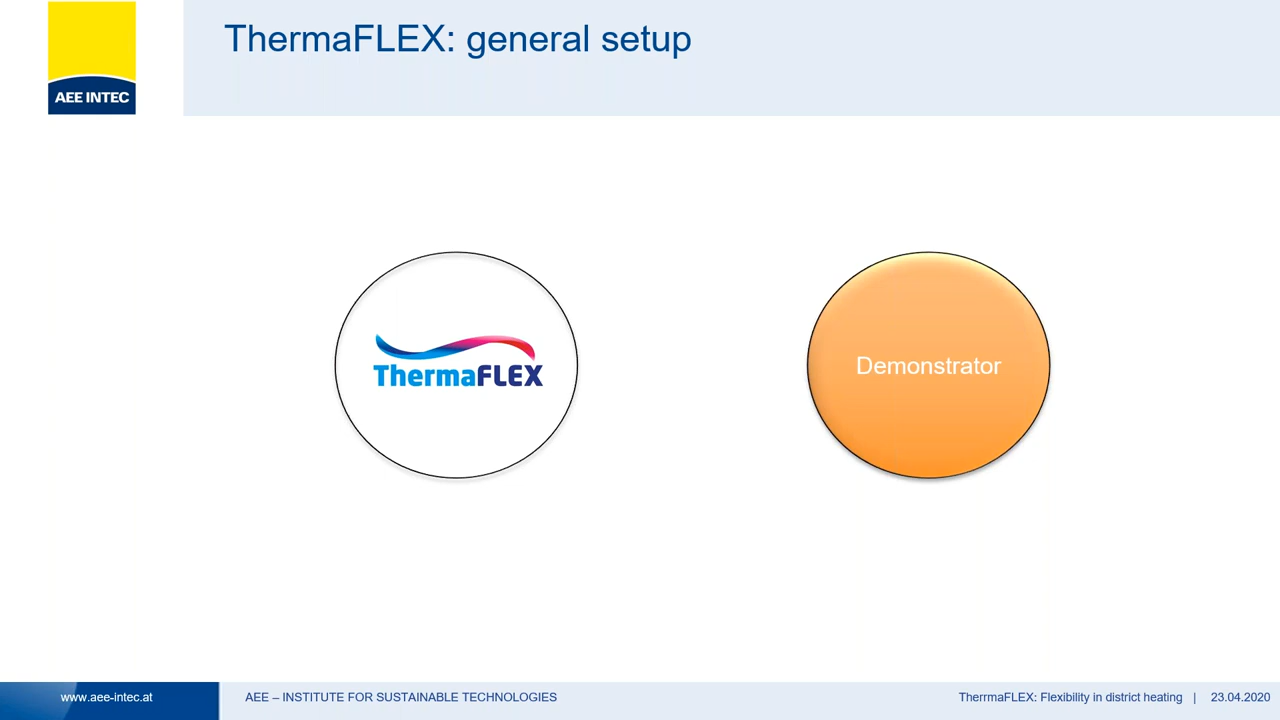 ThermaFLEX: general setup
AEE INTEC
ThermaFLEX
Demonstrator
www.aee-intec.at
AEE – INSTITUTE FOR SUSTAINABLE TECHNOLOGIES
TherrmaFLEX: Flexibility in district heating | 23.04.2020